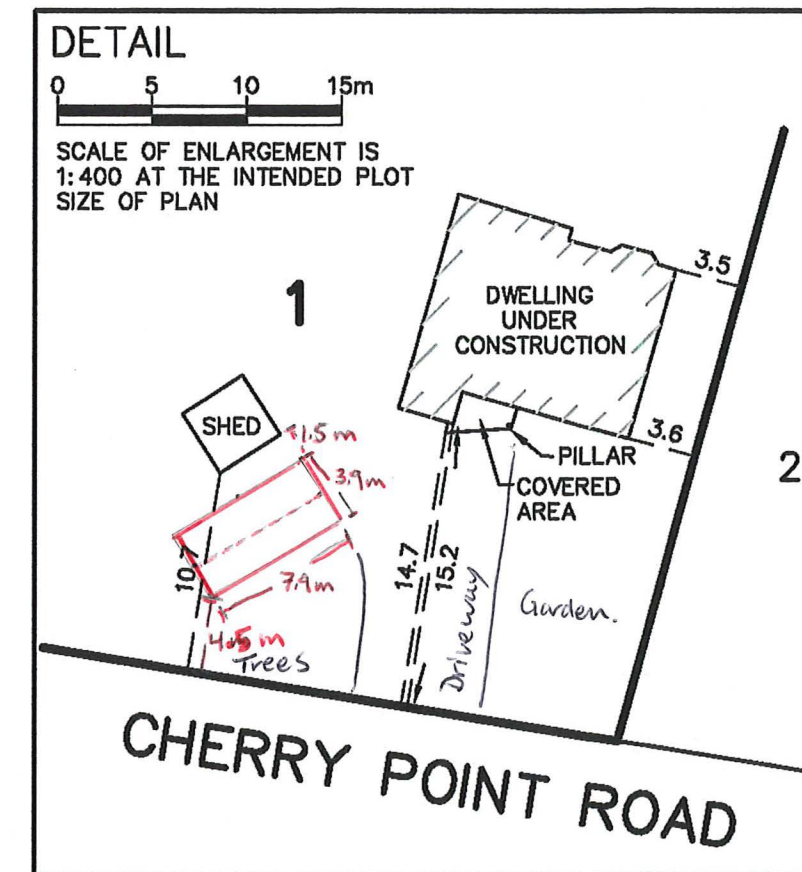 DETAIL
0 5 10 15m
SCALE OF ENLARGEMENT IS
1:400 AT THE INTENDED PLOT
SIZE OF PLAN
1
3.5
DWELLING
UNDER
CONSTRUCTION
SHED
1.5 m
3.9m
3.6
PILLAR
COVERED
AREA
2
10.7
7.9m
14.7
15.2
Driveway
Garden.
4.5 m
Trees
CHERRY POINT ROAD